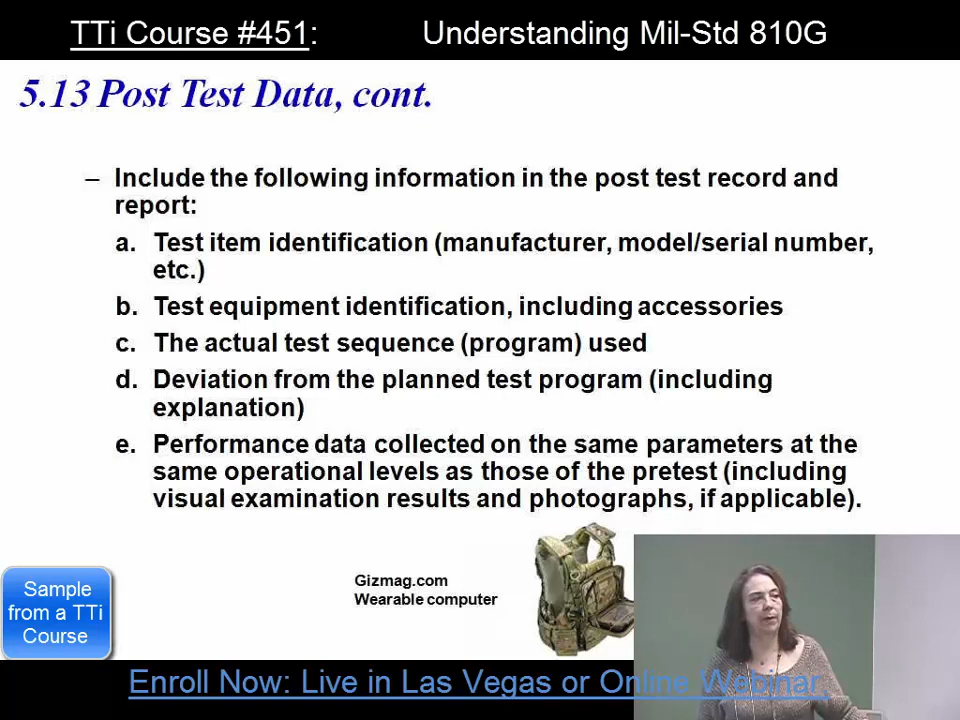 TTi Course #451: Understanding Mil-Std 810G
5.13 Post Test Data, cont.
– Include the following information in the post test record and
report:
a. Test item identification (manufacturer, model/serial number,
etc.)
b. Test equipment identification, including accessories
c. The actual test sequence (program) used
d. Deviation from the planned test program (including
explanation)
e. Performance data collected on the same parameters at the
same operational levels as those of the pretest (including
visual examination results and photographs, if applicable).
Gizmag.com
Wearable computer
Sample
from a TTi
Course
Enroll Now: Live in Las Vegas or Online Webinar